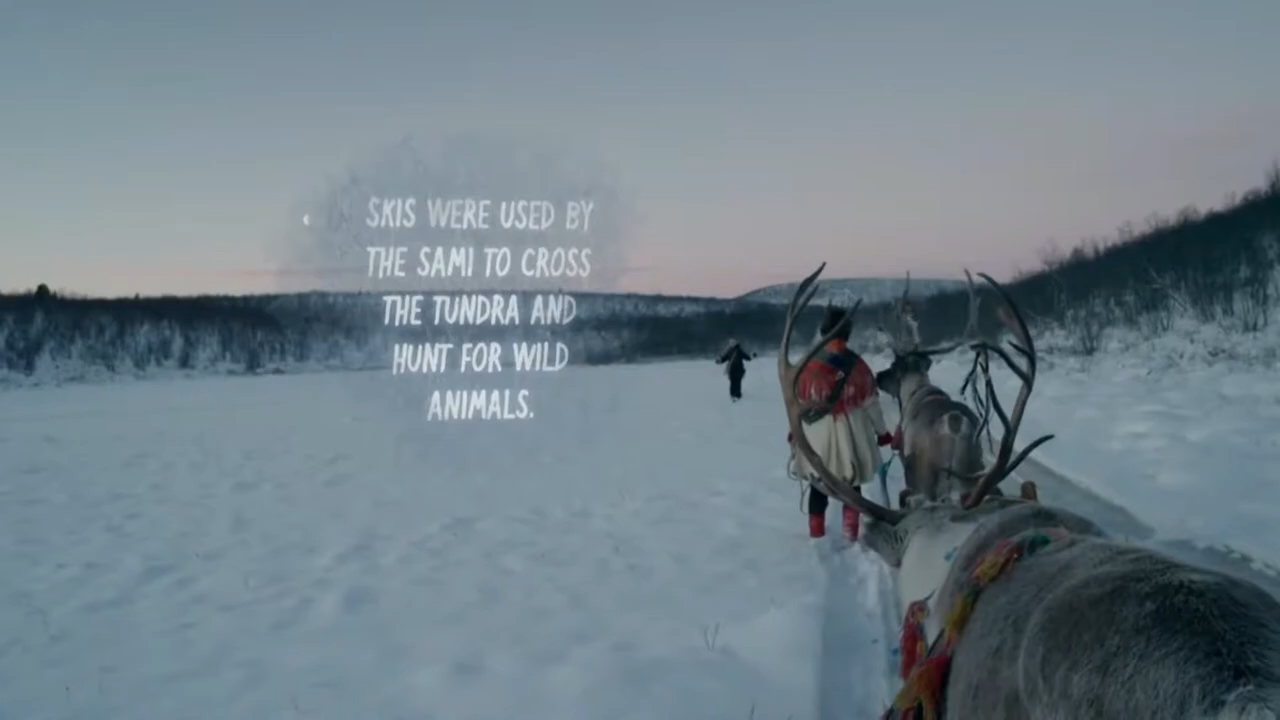 SKIS WERE USED BY
THE SAMI TO CROSS
THE TUNDRA AND
HUNT FOR WILD
ANIMALS.